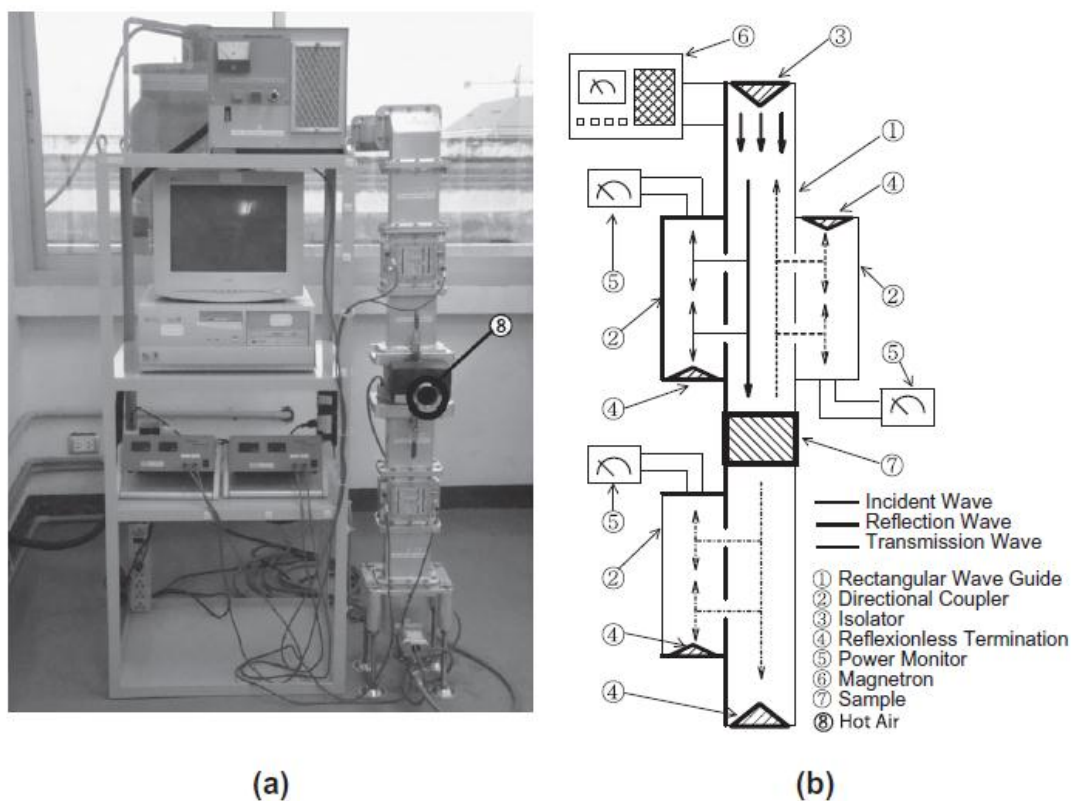 ⑧
⑥
③
①
④
⑤
②
②
⑤
④
⑦
⑤
②
④
④
Incident Wave
Reflection Wave
Transmission Wave
① Rectangular Wave Guide
② Directional Coupler
③ Isolator
④ Reflexionless Termination
⑤ Power Monitor
⑥ Magnetron
⑦ Sample
⑧ Hot Air
(a)
(b)